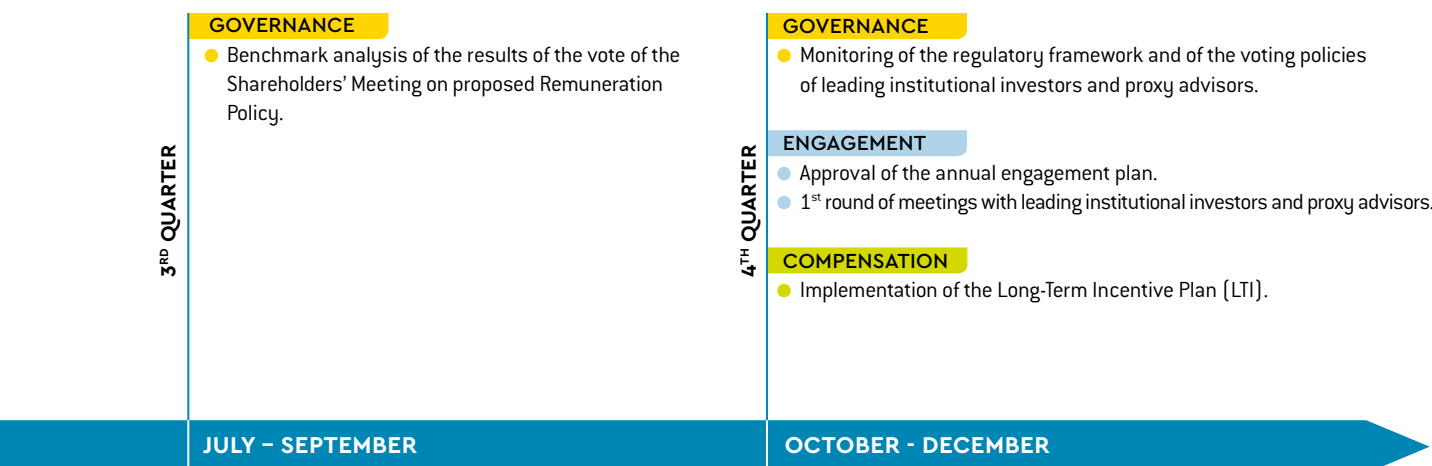 3RD QUARTER
GOVERNANCE
Benchmark analysis of the results of the vote of the
Shareholders’ Meeting on proposed Remuneration
Policy.
JULY – SEPTEMBER
4TH QUARTER
GOVERNANCE
Monitoring of the regulatory framework and of the voting policies
of leading institutional investors and proxy advisors.
ENGAGEMENT
Approval of the annual engagement plan.
1st round of meetings with leading institutional investors and proxy advisors.
COMPENSATION
Implementation of the Long-Term Incentive Plan (LTI).
OCTOBER - DECEMBER